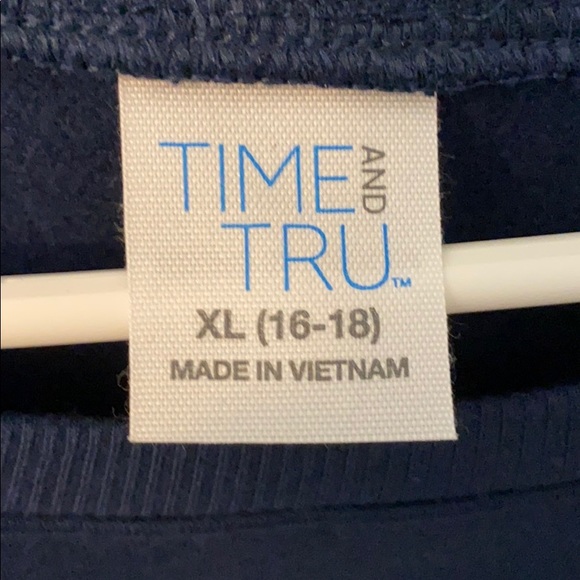 TIME AND
TRU™
XL (16-18)
MADE IN VIETNAM